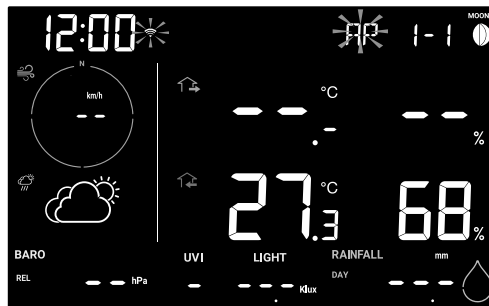 12:00 AP 1-1 MOON
N
km/h
--
°C
--.-
--
%
°C
27.3
68%
BARO
UVI LIGHT RAINFALL mm
REL -- hPa
-
---. Klux
DAY ---.